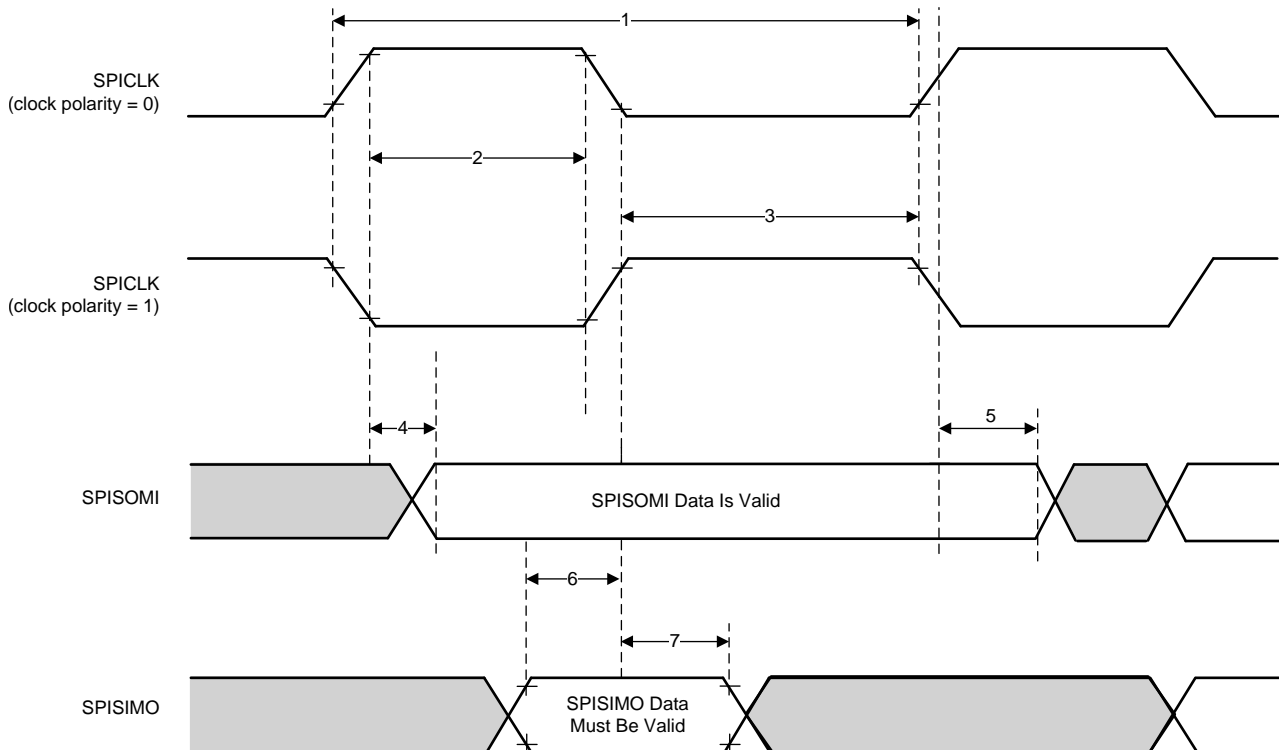 1
SPICLK
(clock polarity = 0)
2
3
SPICLK
(clock polarity = 1)
4
5
SPISOMI
SPISOMI Data Is Valid
6
7
SPISIMO
SPISIMO Data
Must Be Valid